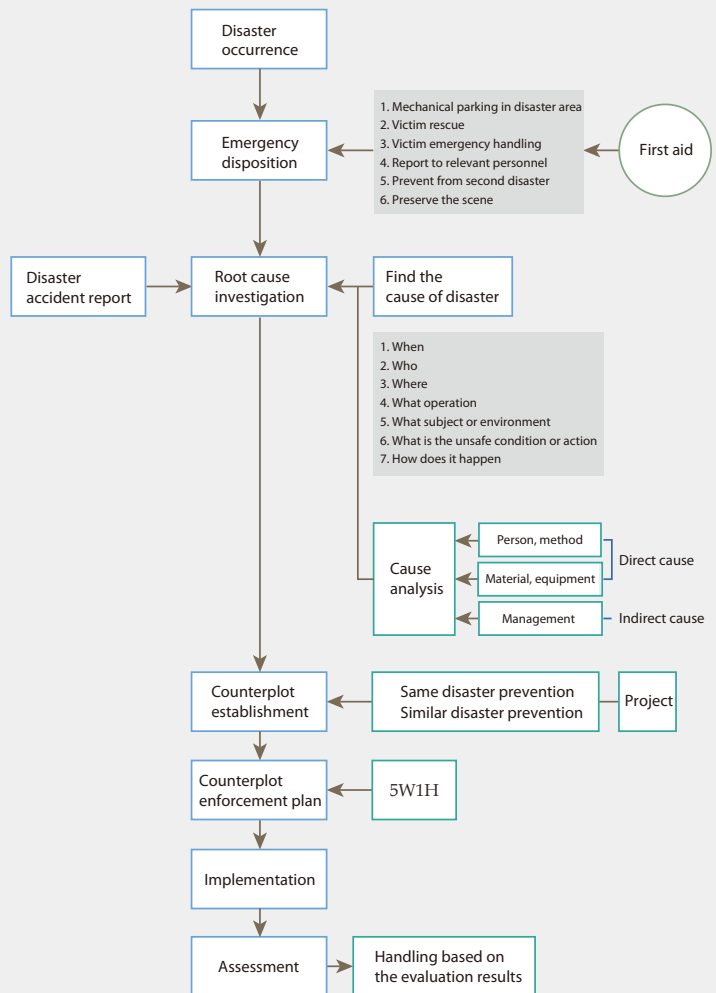 Disaster
occurrence
1. Mechanical parking in disaster area
2. Victim rescue
3. Victim emergency handling
4. Report to relevant personnel
5. Prevent from second disaster
6. Preserve the scene
Emergency
disposition
First aid
Disaster
accident report
Root cause
investigation
Find the
cause of disaster
1. When
2. Who
3. Where
4. What operation
5. What subject or environment
6. What is the unsafe condition or action
7. How does it happen
Cause
analysis
Person, method
Material, equipment
Direct cause
Management
Indirect cause
Counterplot
establishment
Same disaster prevention
Similar disaster prevention
Project
Counterplot
enforcement plan
5W1H
Implementation
Assessment
Handling based on
the evaluation results